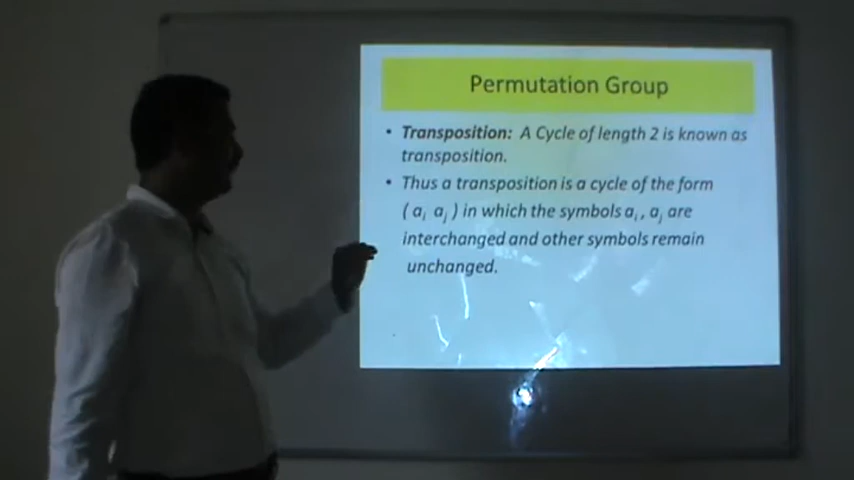 Permutation Group
• Transposition: A Cycle of length 2 is known as
transposition.
• Thus a transposition is a cycle of the form
( aᵢ aⱼ ) in which the symbols aᵢ , aⱼ are
interchanged and other symbols remain
unchanged.